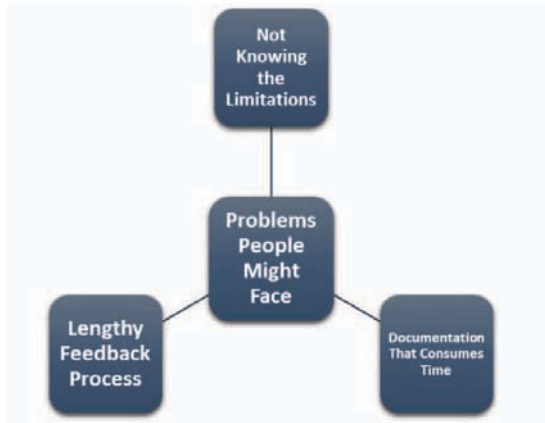 Not
Knowing
the
Limitations
Problems
People
Might
Face
Lengthy
Feedback
Process
Documentation
That Consumes
Time